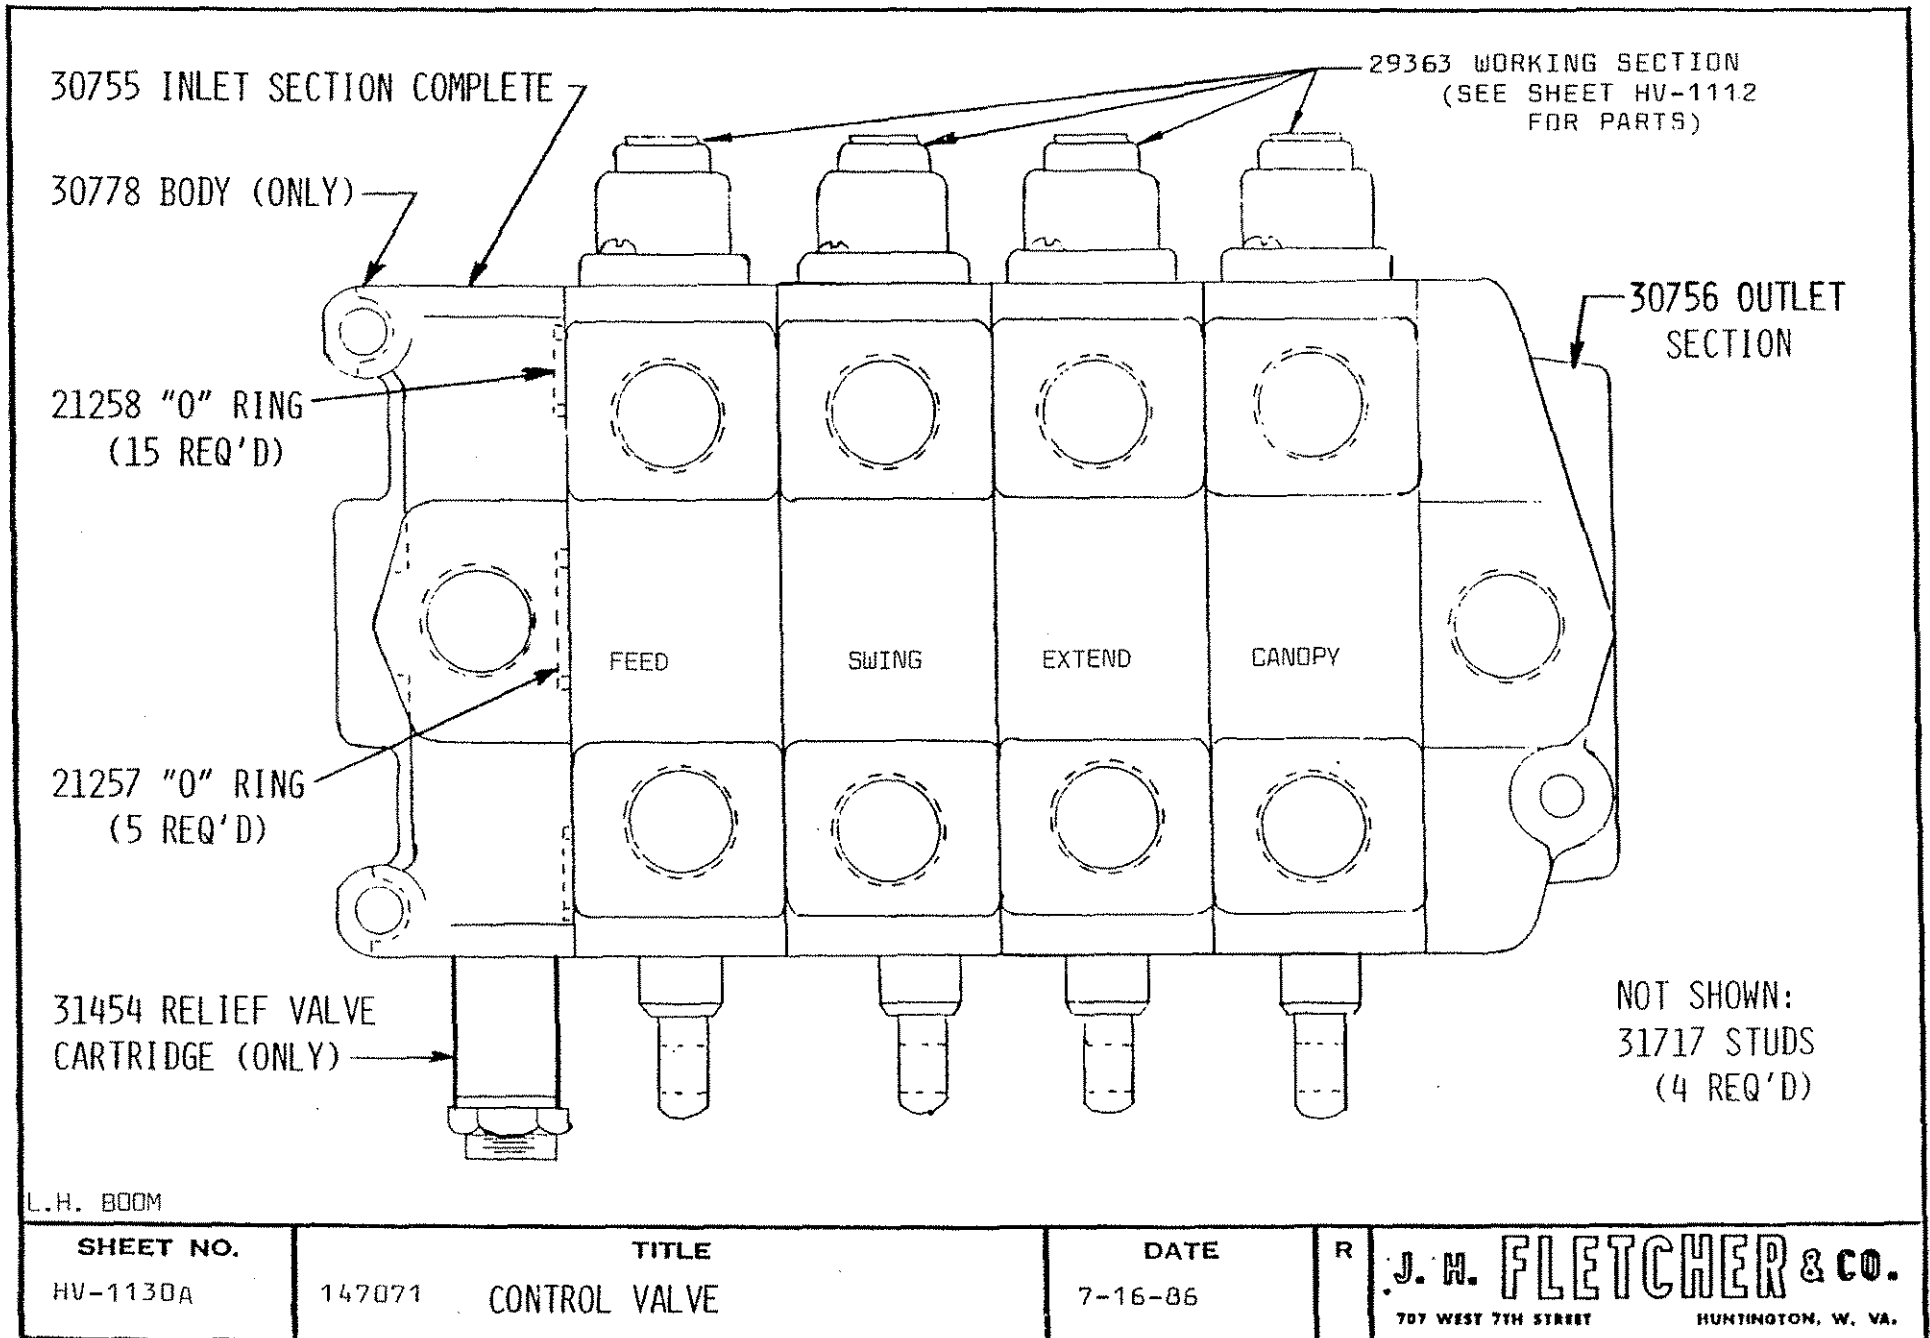 30755 INLET SECTION COMPLETE
29363 WORKING SECTION
(SEE SHEET HV-1112
FOR PARTS)
30778 BODY (ONLY)
30756 OUTLET
SECTION
21258 "O" RING
(15 REQ'D)
FEED
SWING
EXTEND
CANOPY
21257 "O" RING
(5 REQ'D)
31454 RELIEF VALVE
CARTRIDGE (ONLY)
NOT SHOWN:
31717 STUDS
(4 REQ'D)
L.H. BOOM
SHEET NO.
HV-1130A
TITLE
147071 CONTROL VALVE
DATE
7-16-86
R
J. H. FLETCHER & CO.
707 WEST 7TH STREET HUNTINGTON, W. VA.